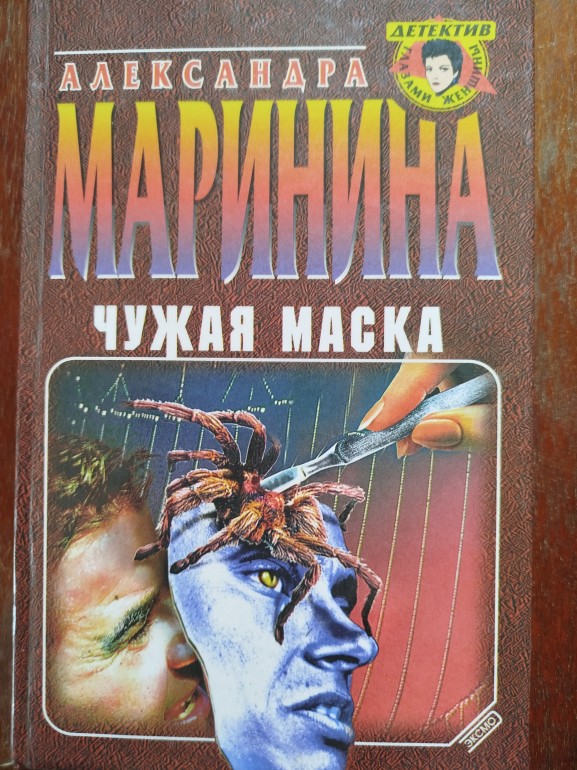 ДЕТЕКТИВ
ГЛАЗАМИ ЖЕНЩИНЫ
АЛЕКСАНДРА
МАРИНИНА
ЧУЖАЯ МАСКА
ЭКСМО